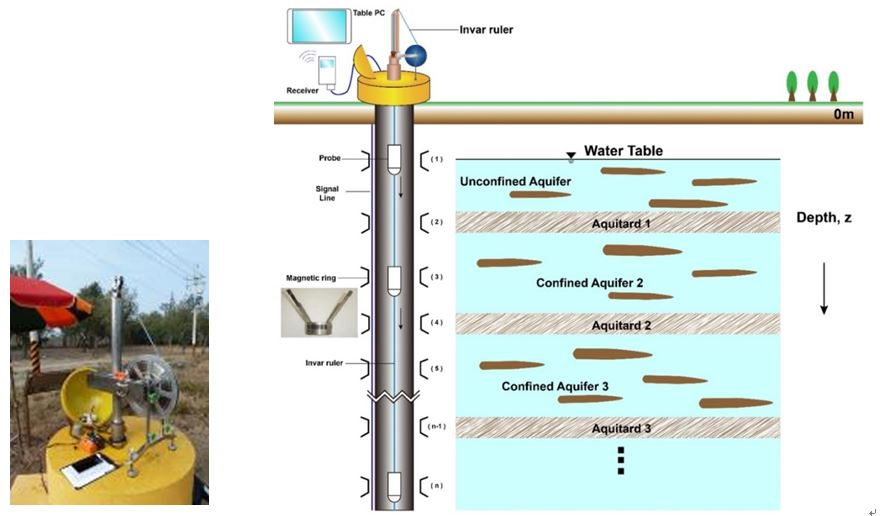 Table PC
Invar ruler
Receiver
0m
Probe
(1)
Water Table
Signal
Line
Unconfined Aquifer
(2)
Aquitard 1
Depth, z
Magnetic ring
(3)
Confined Aquifer 2
(4)
Aquitard 2
Invar ruler
(5)
Confined Aquifer 3
(n-1)
Aquitard 3
(n)